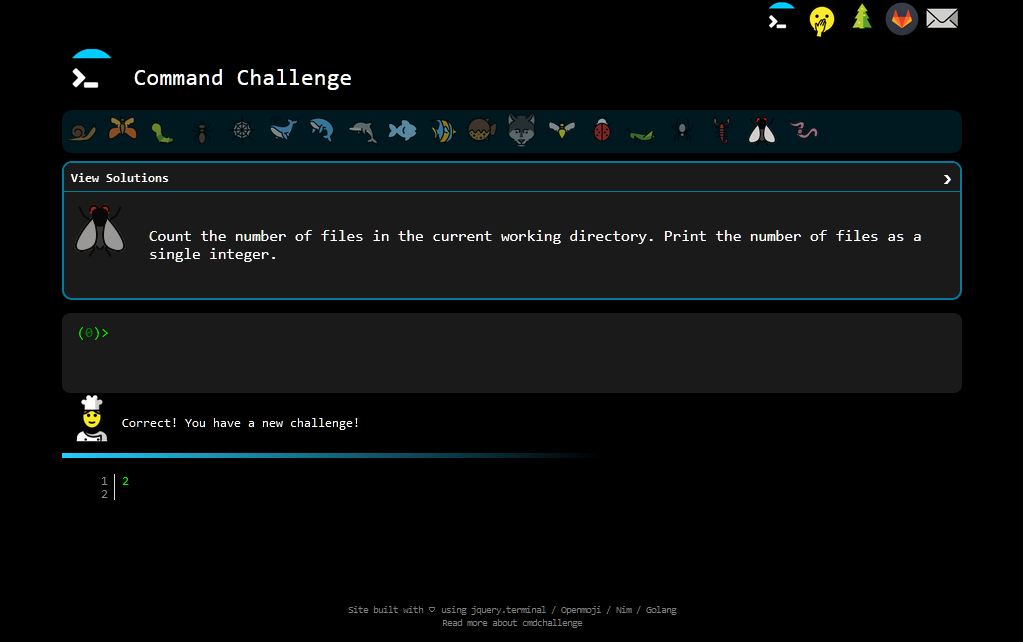 Command Challenge
View Solutions
Count the number of files in the current working directory. Print the number of files as a
single integer.
(0)>
Correct! You have a new challenge!
1 2
2
Site built with ♡ using jquery.terminal / Openmoji / Nim / Golang
Read more about cmdchallenge